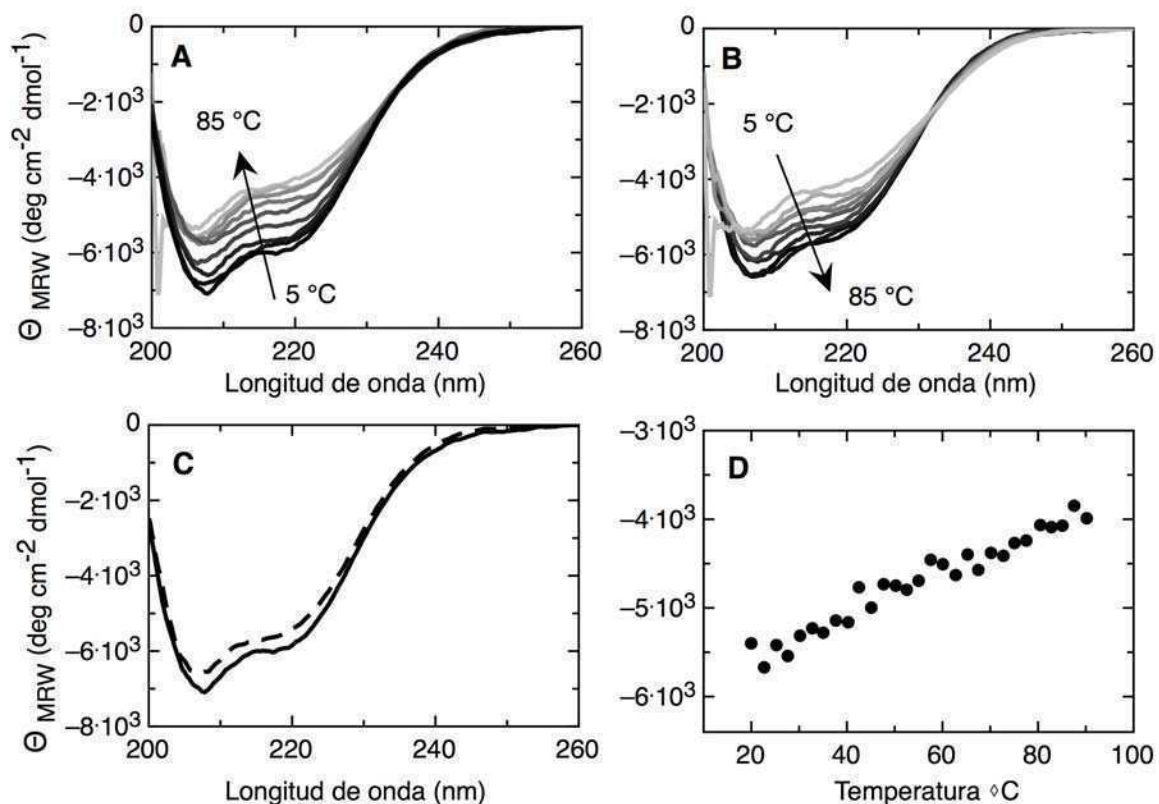 A
85 °C
5 °C
0
–2·10³
–4·10³
–6·10³
–8·10³
200
220
240
260
Longitud de onda (nm)
Θ MRW (deg cm⁻² dmol⁻¹)
B
5 °C
85 °C
0
–2·10³
–4·10³
–6·10³
–8·10³
200
220
240
260
Longitud de onda (nm)
C
0
–2·10³
–4·10³
–6·10³
–8·10³
200
220
240
260
Longitud de onda (nm)
Θ MRW (deg cm⁻² dmol⁻¹)
D
–3·10³
–4·10³
–5·10³
–6·10³
20
40
60
80
100
Temperatura ◊C